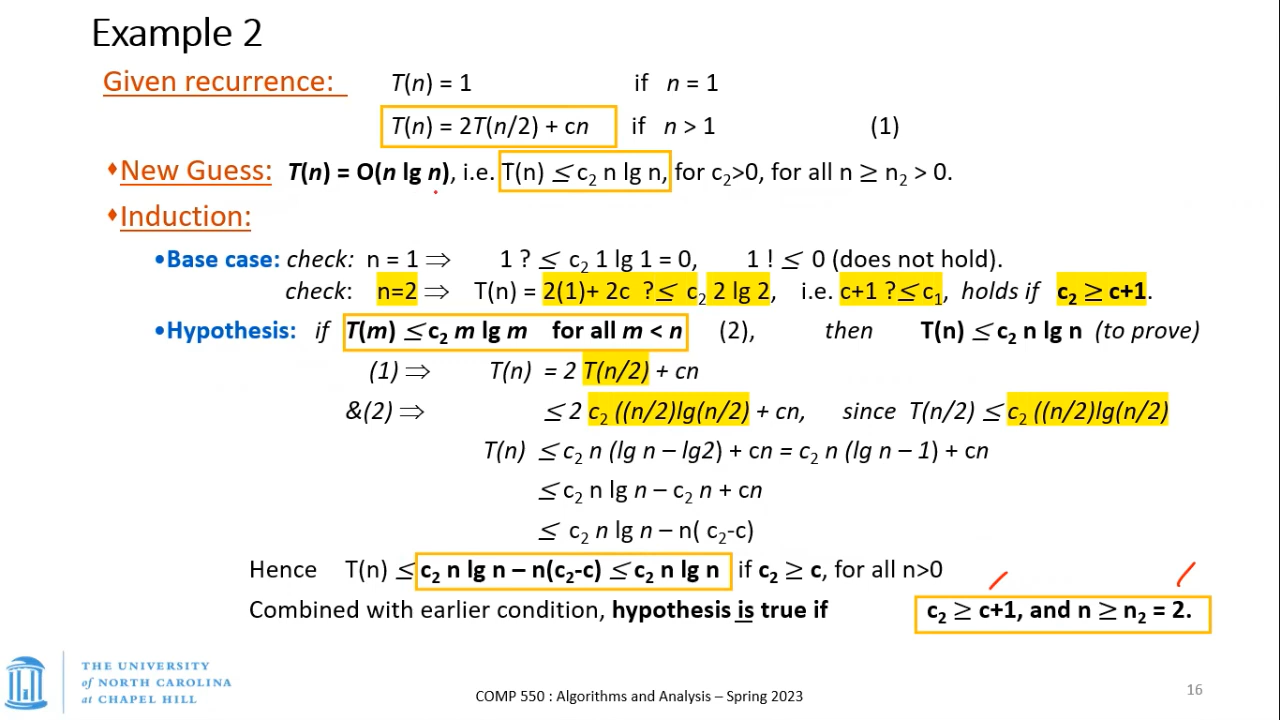 Example 2
Given recurrence: T(n) = 1 if n = 1
T(n) = 2T(n/2) + cn if n > 1 (1)
♦New Guess: T(n) = O(n lg n), i.e. T(n) ≤ c₂ n lg n, for c₂>0, for all n ≥ n₂ > 0.
♦Induction:
•Base case: check: n = 1 ⇒ 1 ? ≤ c₂ 1 lg 1 = 0, 1 ! ≤ 0 (does not hold).
check: n=2 ⇒ T(n) = 2(1)+ 2c ?≤ c₂ 2 lg 2, i.e. c+1 ?≤ c₁, holds if c₂ ≥ c+1.
•Hypothesis: if T(m) ≤ c₂ m lg m for all m < n (2), then T(n) ≤ c₂ n lg n (to prove)
(1) ⇒ T(n) = 2 T(n/2) + cn
&(2) ⇒ ≤ 2 c₂ ((n/2)lg(n/2) + cn, since T(n/2) ≤ c₂ ((n/2)lg(n/2)
T(n) ≤ c₂ n (lg n – lg2) + cn = c₂ n (lg n – 1) + cn
≤ c₂ n lg n – c₂ n + cn
≤ c₂ n lg n – n( c₂-c)
Hence T(n) ≤ c₂ n lg n – n(c₂-c) ≤ c₂ n lg n if c₂ ≥ c, for all n>0
Combined with earlier condition, hypothesis is true if c₂ ≥ c+1, and n ≥ n₂ = 2.
THE UNIVERSITY
of NORTH CAROLINA
at CHAPEL HILL
COMP 550 : Algorithms and Analysis – Spring 2023
16